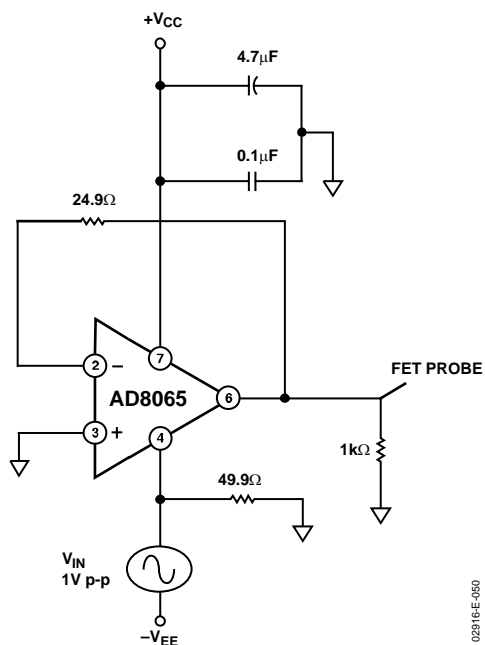 +VCC
4.7μF
0.1μF
24.9Ω
2
−
7
FET PROBE
AD8065
6
3
+
4
1kΩ
49.9Ω
VIN
1V p-p
−VEE
02916-E-050